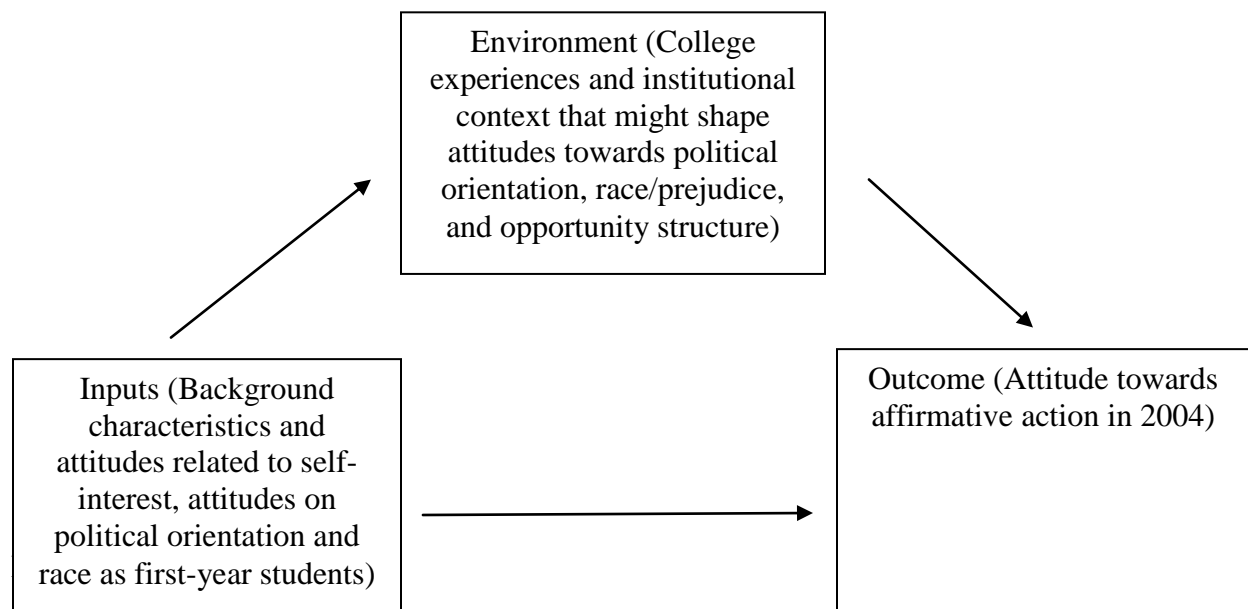 Environment (College
experiences and institutional
context that might shape
attitudes towards political
orientation, race/prejudice,
and opportunity structure)
Inputs (Background
characteristics and
attitudes related to self-
interest, attitudes on
political orientation and
race as first-year students)
Outcome (Attitude towards
affirmative action in 2004)